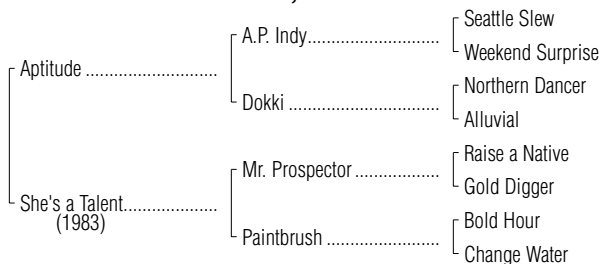 Seattle Slew
A.P. Indy..............................
Weekend Surprise
Aptitude ..............................
Northern Dancer
Dokki ..................................
Alluvial
Raise a Native
Mr. Prospector ...................
Gold Digger
She's a Talent.....................
(1983)
Bold Hour
Paintbrush .........................
Change Water